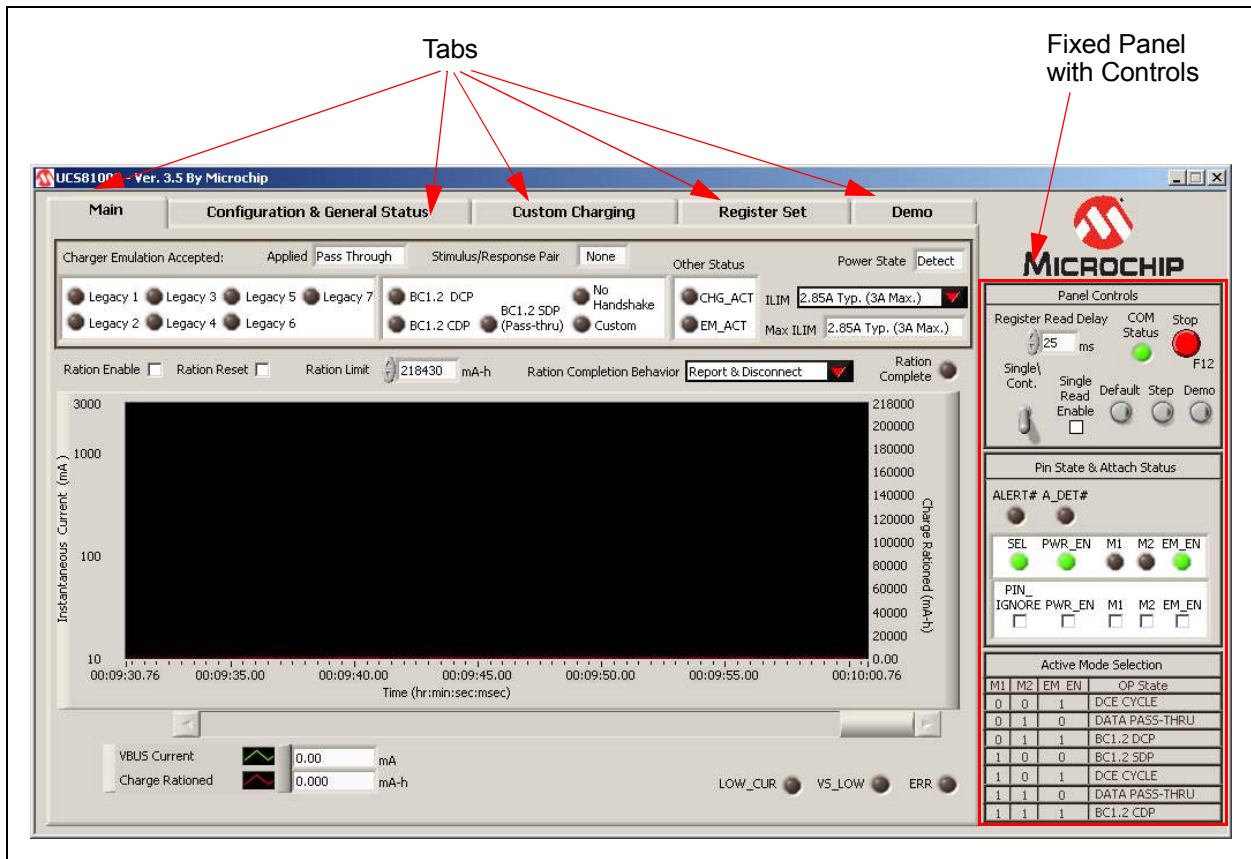 Tabs
Fixed Panel
with Controls
- Ver. 3.5 By Microchip
Main
Configuration & General Status
Custom Charging
Register Set
Demo
MICROCHIP
Charger Emulation Accepted:
Applied
Pass Through
Stimulus/Response Pair
None
Other Status
Power State
Detect
Legacy 1
Legacy 3
Legacy 5
Legacy 7
Legacy 2
Legacy 4
Legacy 6
BC1.2 DCP
BC1.2 CDP
BC1.2 SDP
(Pass-thru)
No
Handshake
Custom
CHG_ACT
EM_ACT
ILIM
2.85A Typ. (3A Max.)
Max ILIM
2.85A Typ. (3A Max.)
Ration Enable
Ration Reset
Ration Limit
218430
mA-h
Ration Completion Behavior
Report & Disconnect
Ration
Complete
Instantaneous Current (mA)
3000
1000
100
10
218000
200000
180000
160000
140000
120000
100000
80000
60000
40000
20000
0.00
Charge Rationed (mA-h)
00:09:30.76
00:09:35.00
00:09:40.00
00:09:45.00
00:09:50.00
00:09:55.00
00:10:00.76
Time (hr:min:sec:msec)
VBUS Current
0.00
mA
Charge Rationed
0.000
mA-h
LOW_CUR
VS_LOW
ERR
Panel Controls
Register Read Delay
25
ms
COM
Status
Stop
F12
Single\
Cont.
Single
Read
Enable
Default
Step
Demo
Pin State & Attach Status
ALERT#
A_DET#
SEL
PWR_EN
M1
M2
EM_EN
PIN_
IGNORE
PWR_EN
M1
M2
EM_EN
Active Mode Selection
M1 M2 EM EN OP State
0 0 1 DCE CYCLE
0 1 0 DATA PASS-THRU
0 1 1 BC1.2 DCP
1 0 0 BC1.2 SDP
1 0 1 DCE CYCLE
1 1 0 DATA PASS-THRU
1 1 1 BC1.2 CDP